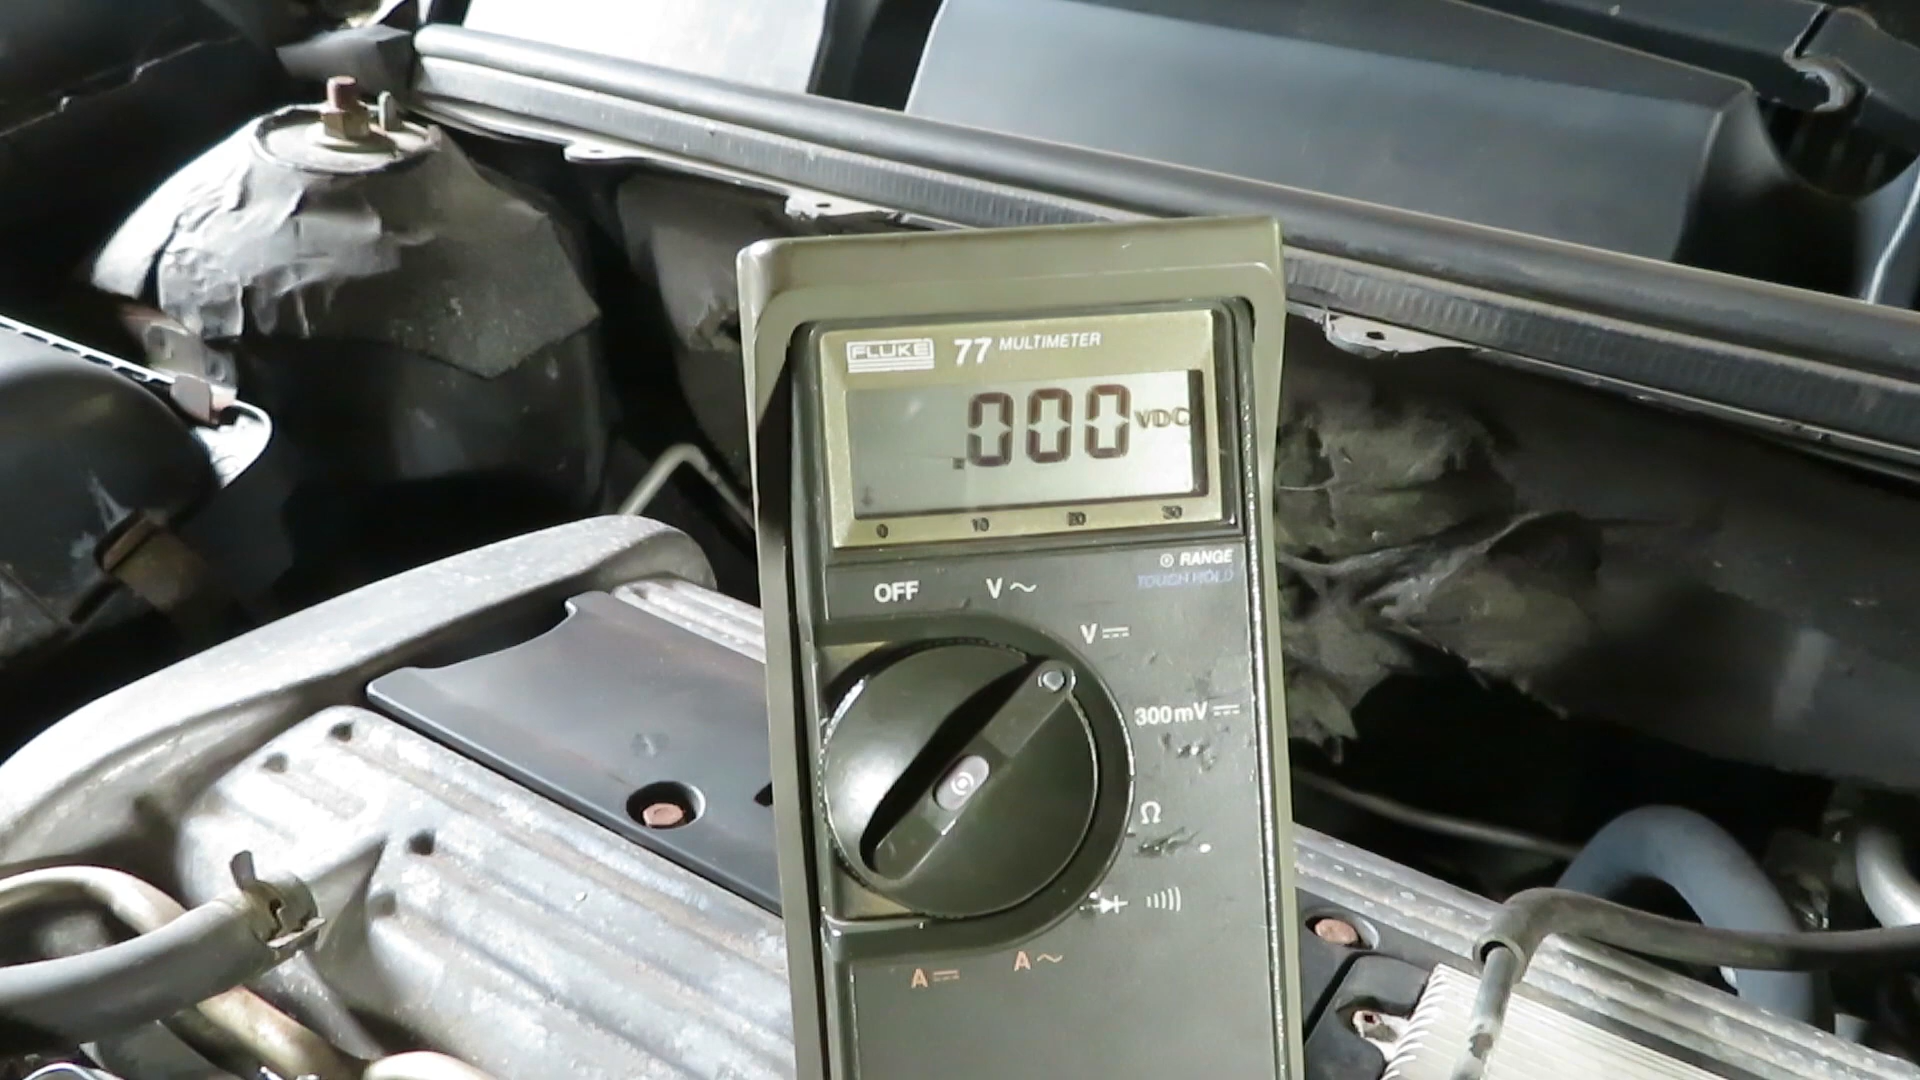 FLUKE 77 MULTIMETER
.000 VDC
0 10 20 30
RANGE
TOUCH HOLD
OFF V~
V⎓
300mV⎓
Ω
A⎓ A~